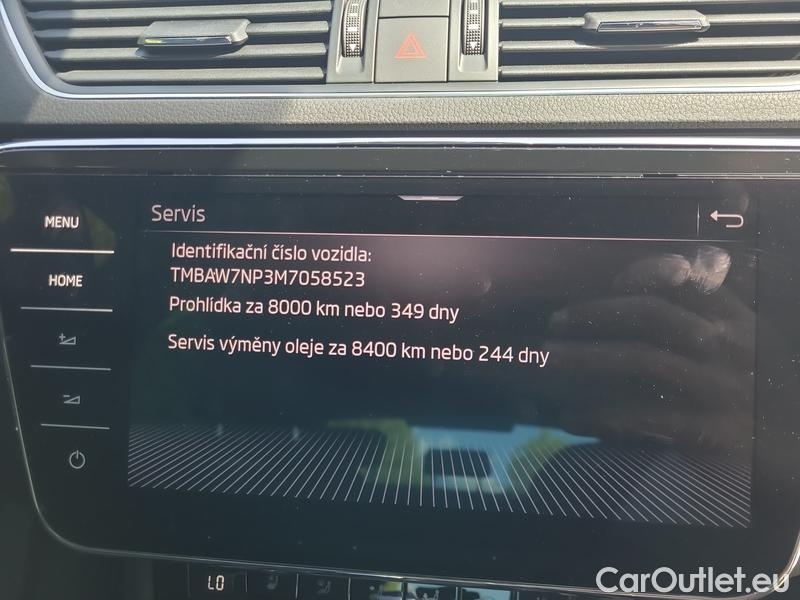 MENU
Servis
HOME
Identifikační číslo vozidla:
TMBAW7NP3M7058523
Prohlídka za 8000 km nebo 349 dny
Servis výměny oleje za 8400 km nebo 244 dny
LO
CarOutlet.eu